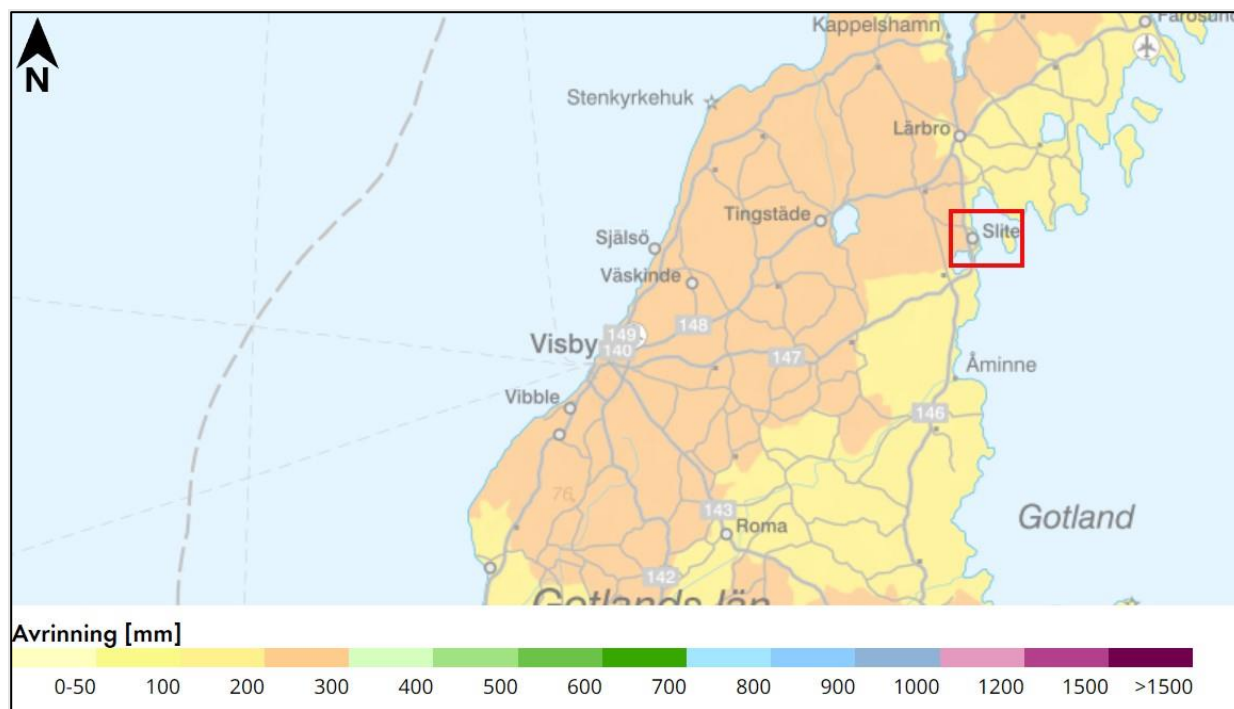 N
Kappelshamn
Fårösund
Stenkyrkehuk
Lärbro
Tingstäde
Slite
Själsö
Väskinde
149
148
Visby
140
147
Åminne
Vibble
146
76
143
Gotland
Roma
142
Gotlands län
Avrinning [mm]
0-50 100 200 300 400 500 600 700 800 900 1000 1200 1500 >1500